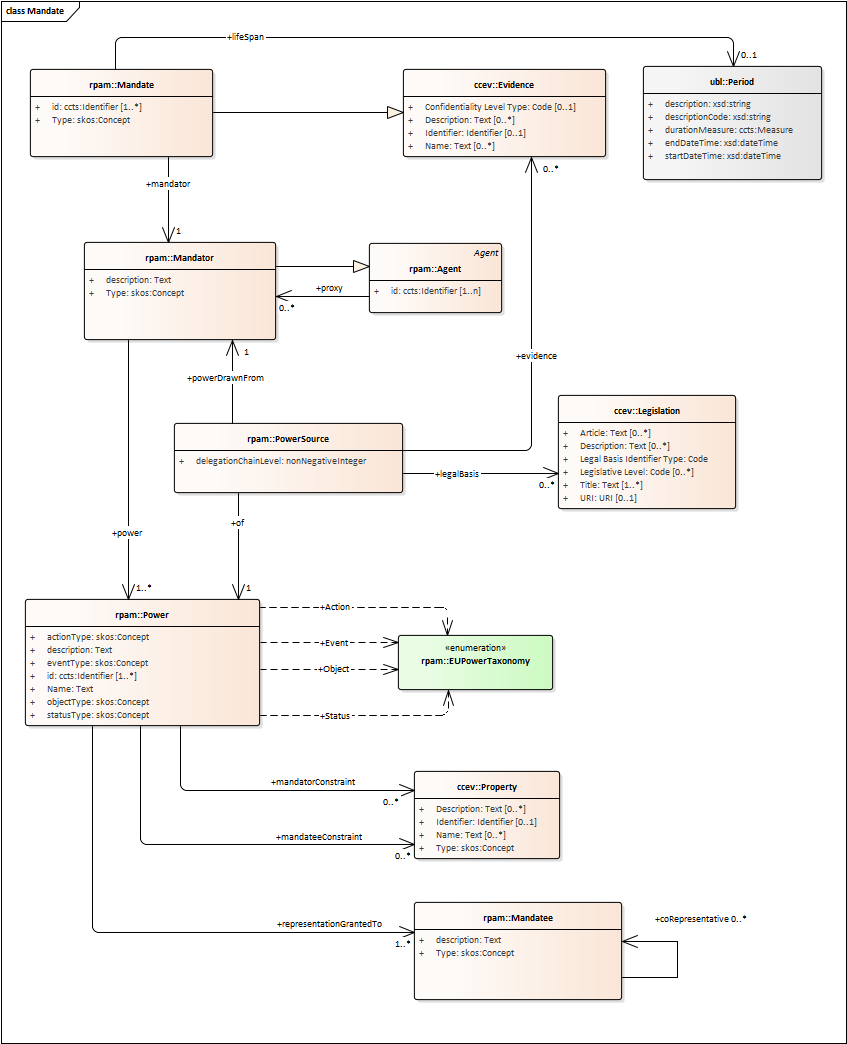 class Mandate
+lifeSpan
0..1
rpam::Mandate
+ id: ccts:Identifier [1..*]
+ Type: skos:Concept
ccev::Evidence
+ Confidentiality Level Type: Code [0..1]
+ Description: Text [0..*]
+ Identifier: Identifier [0..1]
+ Name: Text [0..*]
ubl::Period
+ description: xsd:string
+ descriptionCode: xsd:string
+ durationMeasure: ccts:Measure
+ endDateTime: xsd:dateTime
+ startDateTime: xsd:dateTime
0..*
+mandator
1
rpam::Mandator
+ description: Text
+ Type: skos:Concept
Agent
rpam::Agent
+ id: ccts:Identifier [1..n]
+proxy
0..*
1
+powerDrawnFrom
+evidence
rpam::PowerSource
+ delegationChainLevel: nonNegativeInteger
ccev::Legislation
+ Article: Text [0..*]
+ Description: Text [0..*]
+ Legal Basis Identifier Type: Code
+ Legislative Level: Code [0..*]
+ Title: Text [1..*]
+ URI: URI [0..1]
+legalBasis
0..*
+of
+power
1..*
1
rpam::Power
+ actionType: skos:Concept
+ description: Text
+ eventType: skos:Concept
+ id: ccts:Identifier [1..*]
+ Name: Text
+ objectType: skos:Concept
+ statusType: skos:Concept
+Action
+Event
+Object
+Status
«enumeration»
rpam::EUPowerTaxonomy
+mandatorConstraint
0..*
+mandateeConstraint
0..*
ccev::Property
+ Description: Text [0..*]
+ Identifier: Identifier [0..1]
+ Name: Text [0..*]
+ Type: skos:Concept
+representationGrantedTo
1..*
rpam::Mandatee
+ description: Text
+ Type: skos:Concept
+coRepresentative 0..*